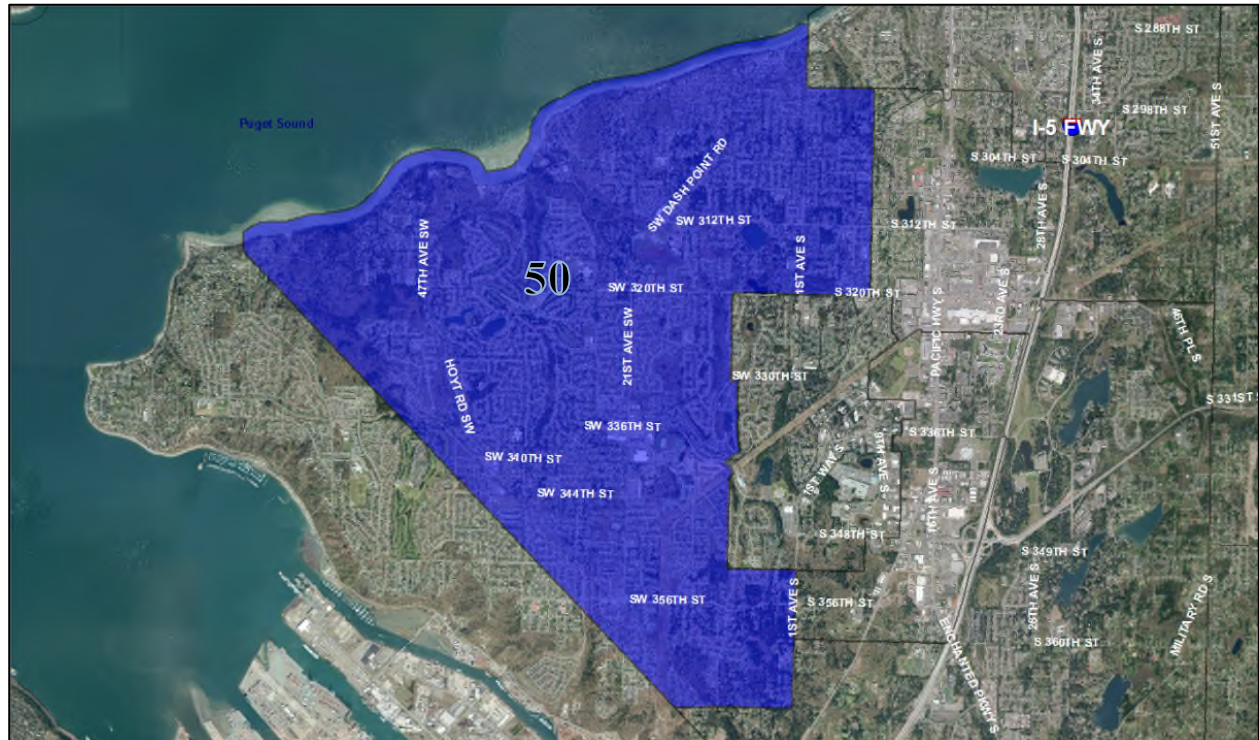 S 288TH ST
34TH AVE S
S 298TH ST
51ST AVE S
Puget Sound
I-5 FWY
S 304TH ST
S 304TH ST
SW DASH POINT RD
SW 312TH ST
S 312TH ST
28TH AVE S
47TH AVE SW
1ST AVE S
50
SW 320TH ST
S 320TH ST
PACIFIC HWY S
23RD AVE S
46TH PL S
21ST AVE SW
HOYT RD SW
SW 330TH ST
S 331ST S
SW 336TH ST
S 336TH ST
SW 340TH ST
1ST WAY S
9TH AVE S
16TH AVE S
SW 344TH ST
S 348TH ST
S 349TH ST
SW 356TH ST
1ST AVE S
S 356TH ST
28TH AVE S
MILITARY RD S
ENCHANTED PKWY S
S 360TH ST